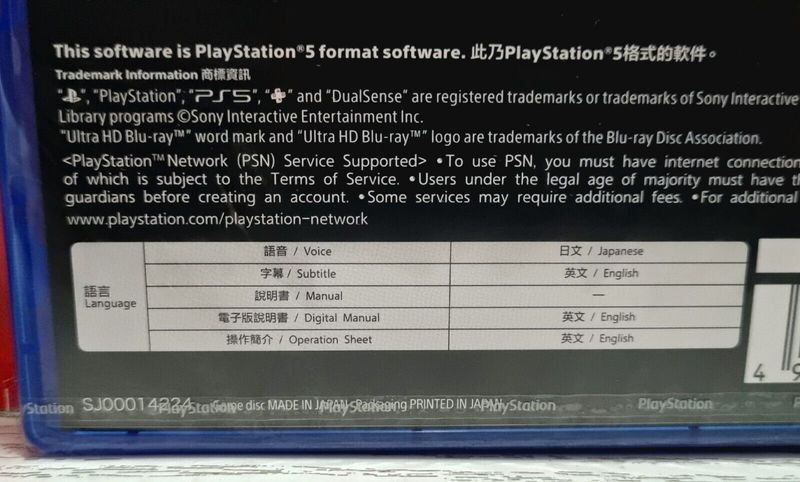 This software is PlayStation®5 format software. 此乃PlayStation®5格式的軟件。
Trademark Information 商標資訊
" ", "PlayStation", "PS5", " " and "DualSense" are registered trademarks or trademarks of Sony Interactive
Library programs ©Sony Interactive Entertainment Inc.
"Ultra HD Blu-ray™" word mark and "Ultra HD Blu-ray™" logo are trademarks of the Blu-ray Disc Association.
<PlayStation™Network (PSN) Service Supported> •To use PSN, you must have internet connection
of which is subject to the Terms of Service. •Users under the legal age of majority must have
guardians before creating an account. •Some services may require additional fees. •For additional
www.playstation.com/playstation-network
語言
Language
語音 / Voice 日文 / Japanese
字幕 / Subtitle 英文 / English
說明書 / Manual —
電子版說明書 / Digital Manual 英文 / English
操作簡介 / Operation Sheet 英文 / English
4 9
SJ00014224 Game disc MADE IN JAPAN Packaging PRINTED IN JAPAN
Station PlayStation PlayStation PlayStation PlayStation